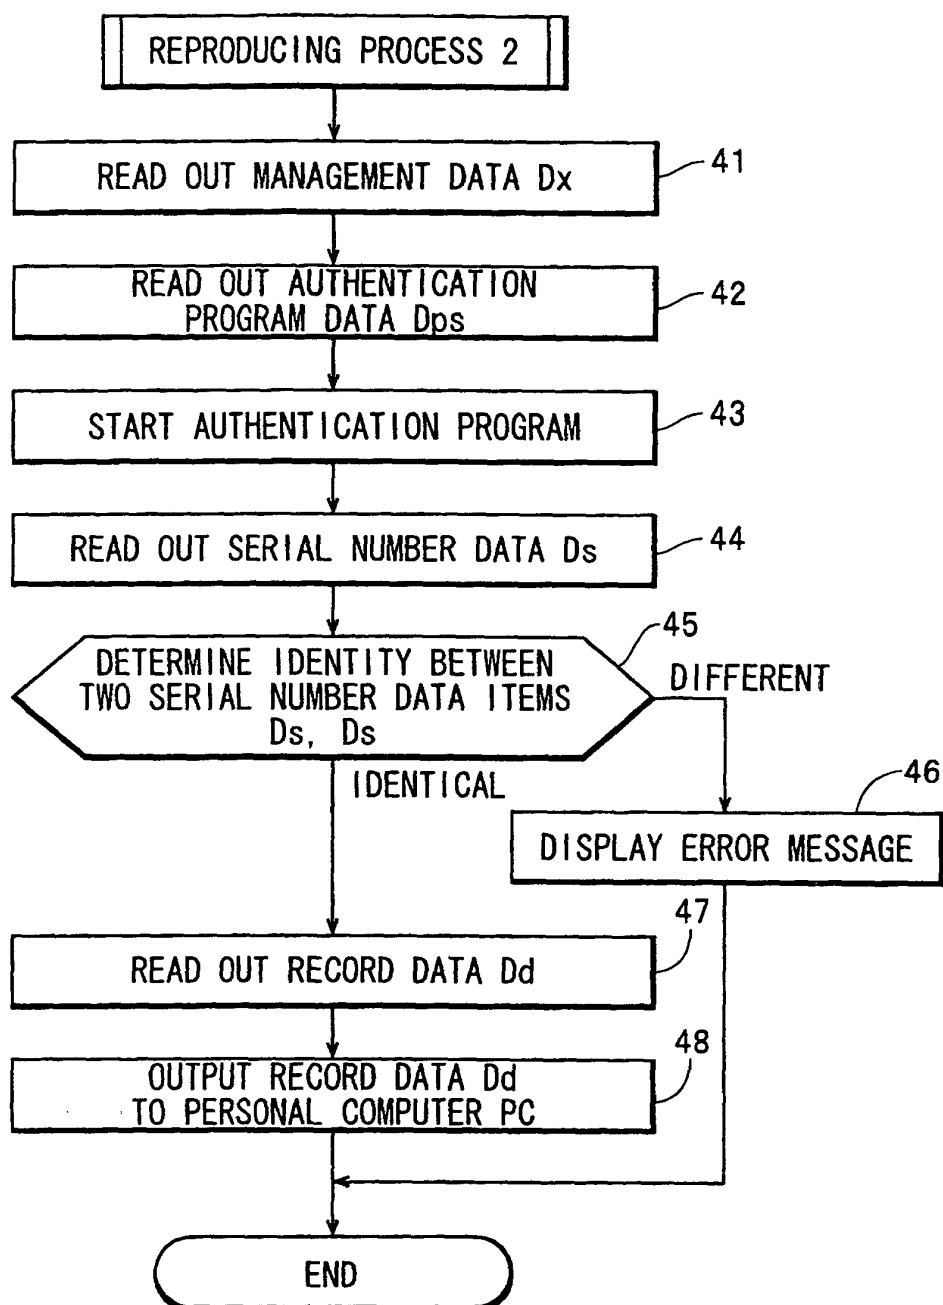 REPRODUCING PROCESS 2
READ OUT MANAGEMENT DATA Dx
41
READ OUT AUTHENTICATION
PROGRAM DATA Dps
42
START AUTHENTICATION PROGRAM
43
READ OUT SERIAL NUMBER DATA Ds
44
45
DETERMINE IDENTITY BETWEEN
TWO SERIAL NUMBER DATA ITEMS
Ds, Ds
DIFFERENT
IDENTICAL
46
DISPLAY ERROR MESSAGE
47
READ OUT RECORD DATA Dd
48
OUTPUT RECORD DATA Dd
TO PERSONAL COMPUTER PC
END